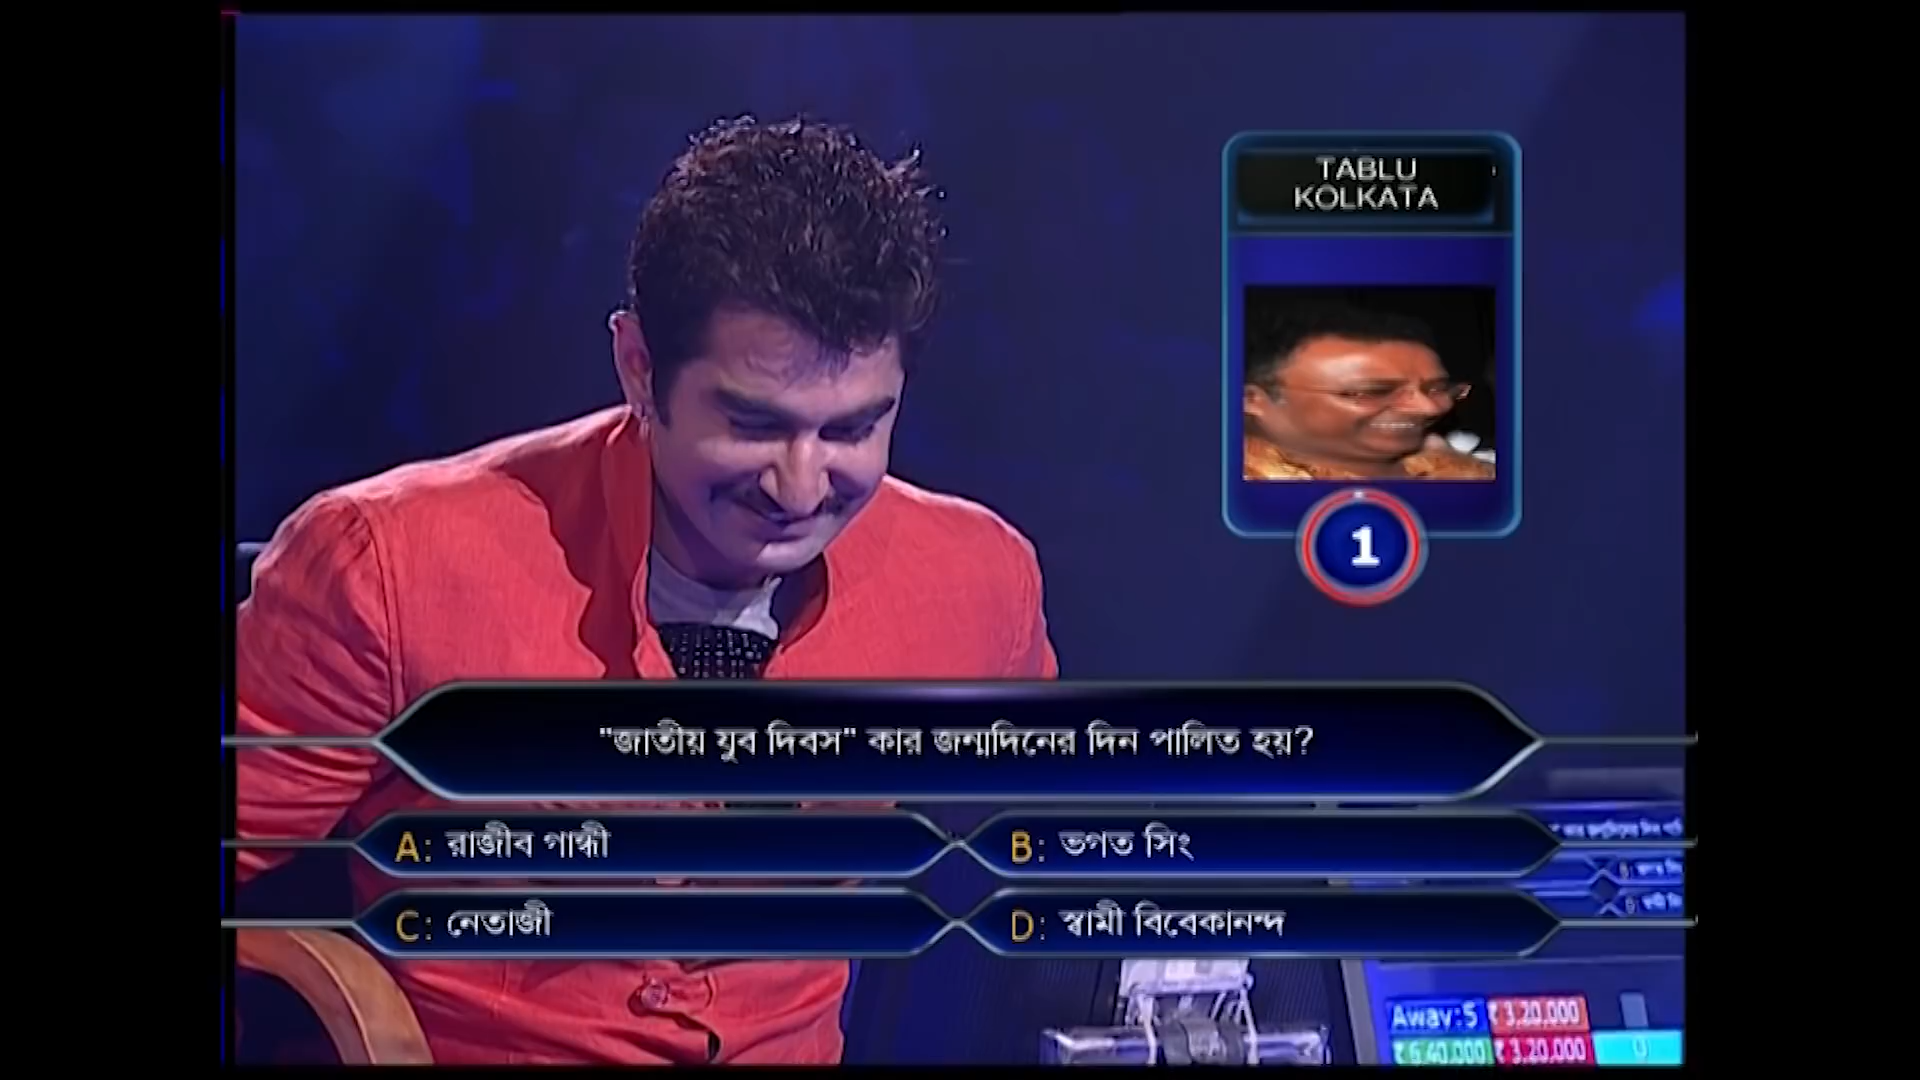 TABLU
KOLKATA
1
"জাতীয় যুব দিবস" কার জন্মদিনের দিন পালিত হয়?
A: রাজীব গান্ধী
B: ভগত সিং
C: নেতাজী
D: স্বামী বিবেকানন্দ
Away:5 ₹ 3,20,000
₹ 6,40,000 ₹ 3,20,000 0